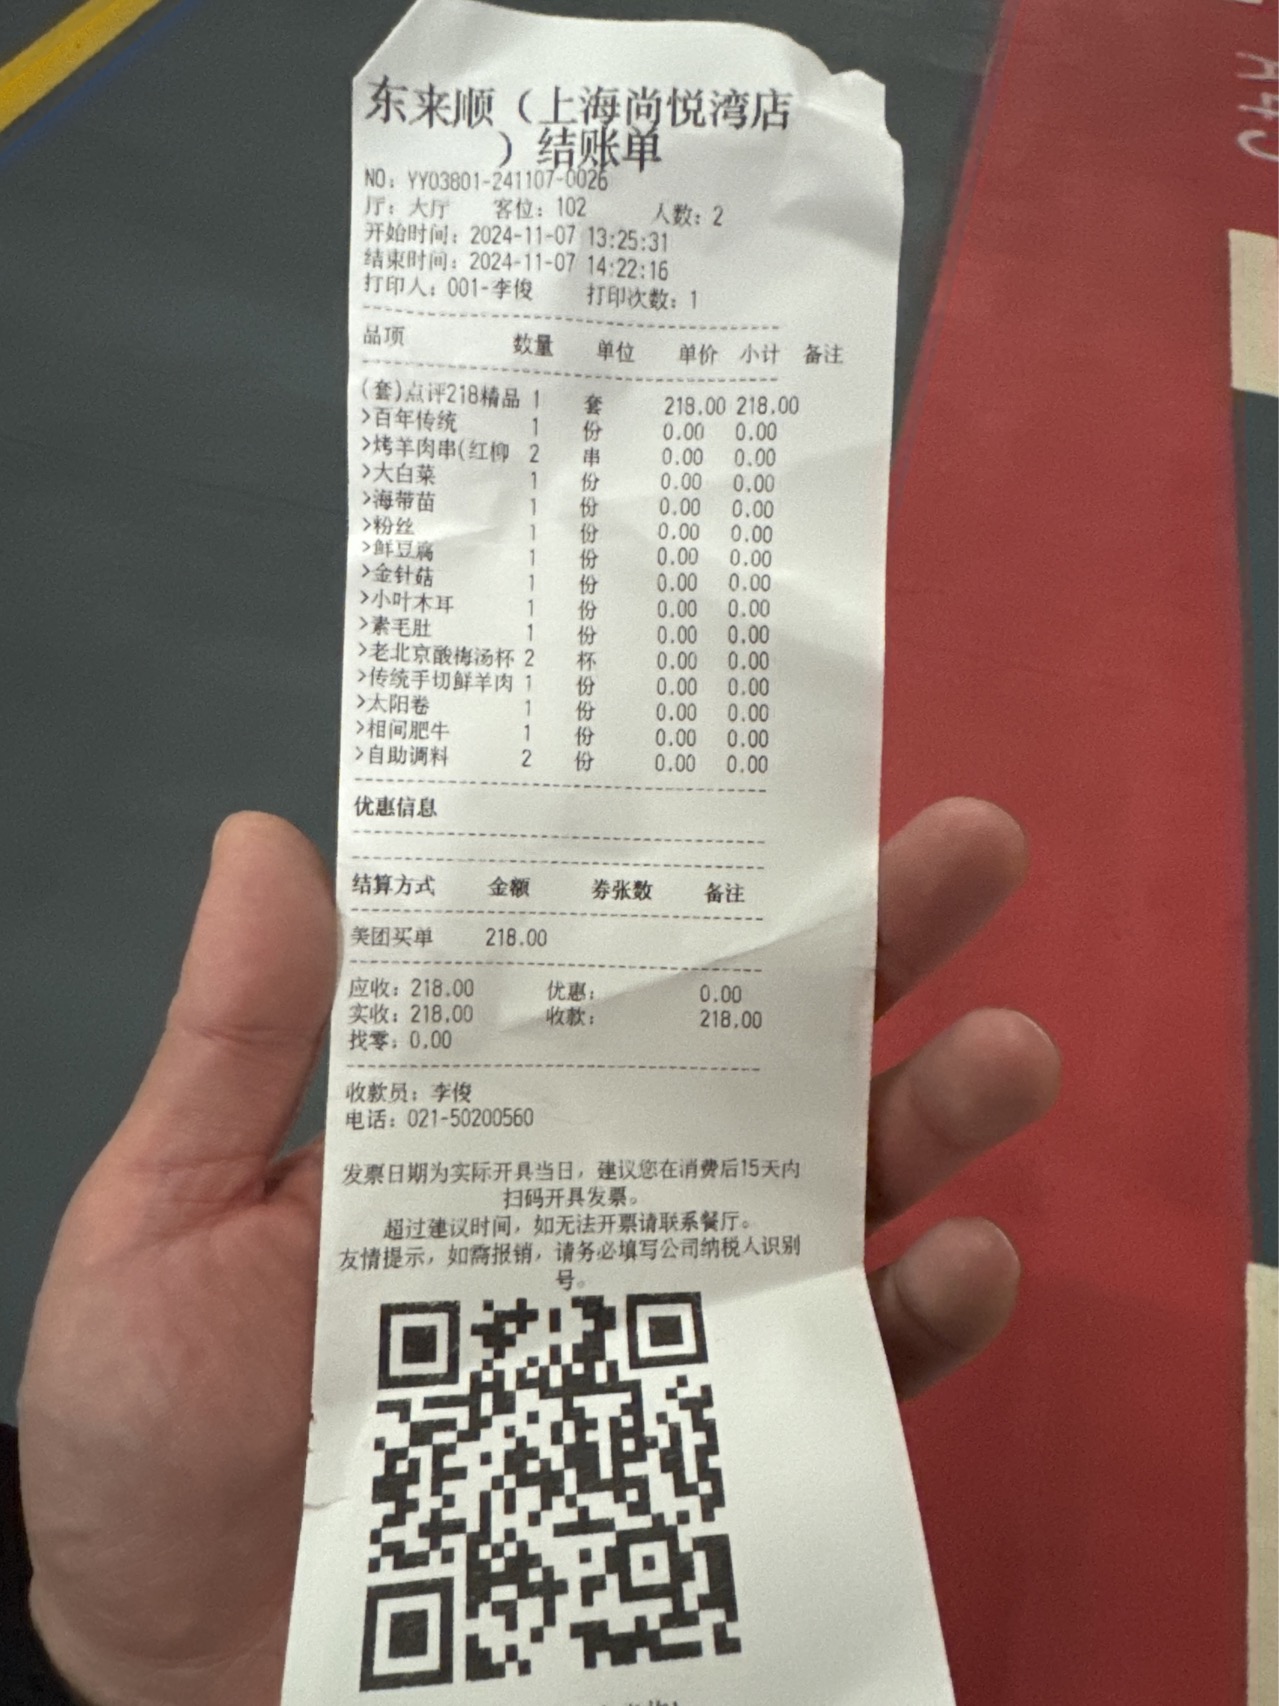 东来顺（上海尚悦湾店
）结账单
NO：YY03801-241107-0026
厅：大厅 客位：102 人数：2
开始时间：2024-11-07 13:25:31
结束时间：2024-11-07 14:22:16
打印人：001-李俊 打印次数：1
品项 数量 单位 单价 小计 备注
(套)点评218精品 1 套 218.00 218.00
>百年传统 1 份 0.00 0.00
>烤羊肉串(红柳 2 串 0.00 0.00
>大白菜 1 份 0.00 0.00
>海带苗 1 份 0.00 0.00
>粉丝 1 份 0.00 0.00
>鲜豆腐 1 份 0.00 0.00
>金针菇 1 份 0.00 0.00
>小叶木耳 1 份 0.00 0.00
>素毛肚 1 份 0.00 0.00
>老北京酸梅汤杯 2 杯 0.00 0.00
>传统手切鲜羊肉 1 份 0.00 0.00
>太阳卷 1 份 0.00 0.00
>相间肥牛 1 份 0.00 0.00
>自助调料 2 份 0.00 0.00
优惠信息
结算方式 金额 券张数 备注
美团买单 218.00
应收：218.00 优惠： 0.00
实收：218.00 收款： 218.00
找零：0.00
收款员：李俊
电话：021-50200560
发票日期为实际开具当日，建议您在消费后15天内
扫码开具发票。
超过建议时间，如无法开票请联系餐厅。
友情提示，如需报销，请务必填写公司纳税人识别
号。